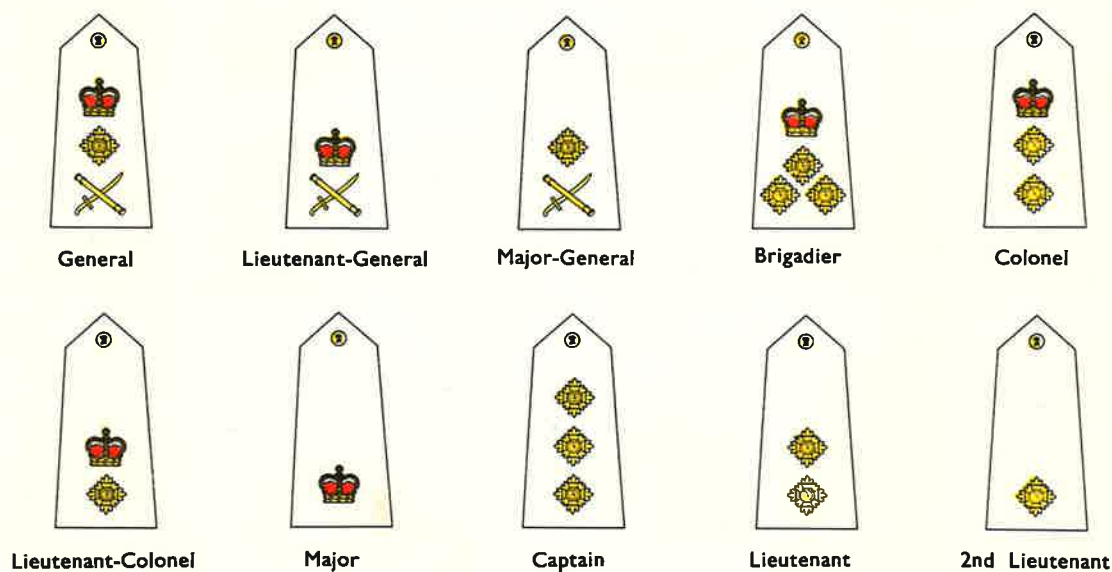 General
Lieutenant-General
Major-General
Brigadier
Colonel
Lieutenant-Colonel
Major
Captain
Lieutenant
2nd Lieutenant